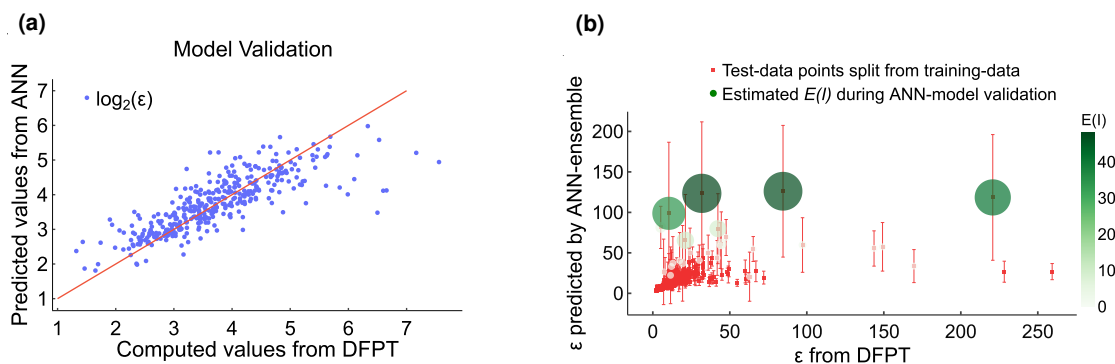 (a)
Model Validation
Predicted values from ANN
7
6
5
4
3
2
1
log2(ε)
1 2 3 4 5 6 7
Computed values from DFPT
(b)
Test-data points split from training-data
Estimated E(I) during ANN-model validation
ε predicted by ANN-ensemble
200
150
100
50
0
0 50 100 150 200 250
ε from DFPT
E(I)
40
30
20
10
0